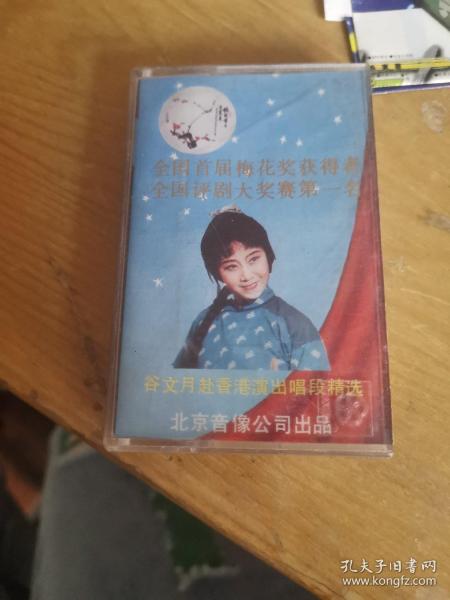 全国首届梅花奖获得者
全国评剧大奖赛第一名
谷文月赴香港演出唱段精选
北京音像公司出品
孔夫子旧书网
www.kongfz.com